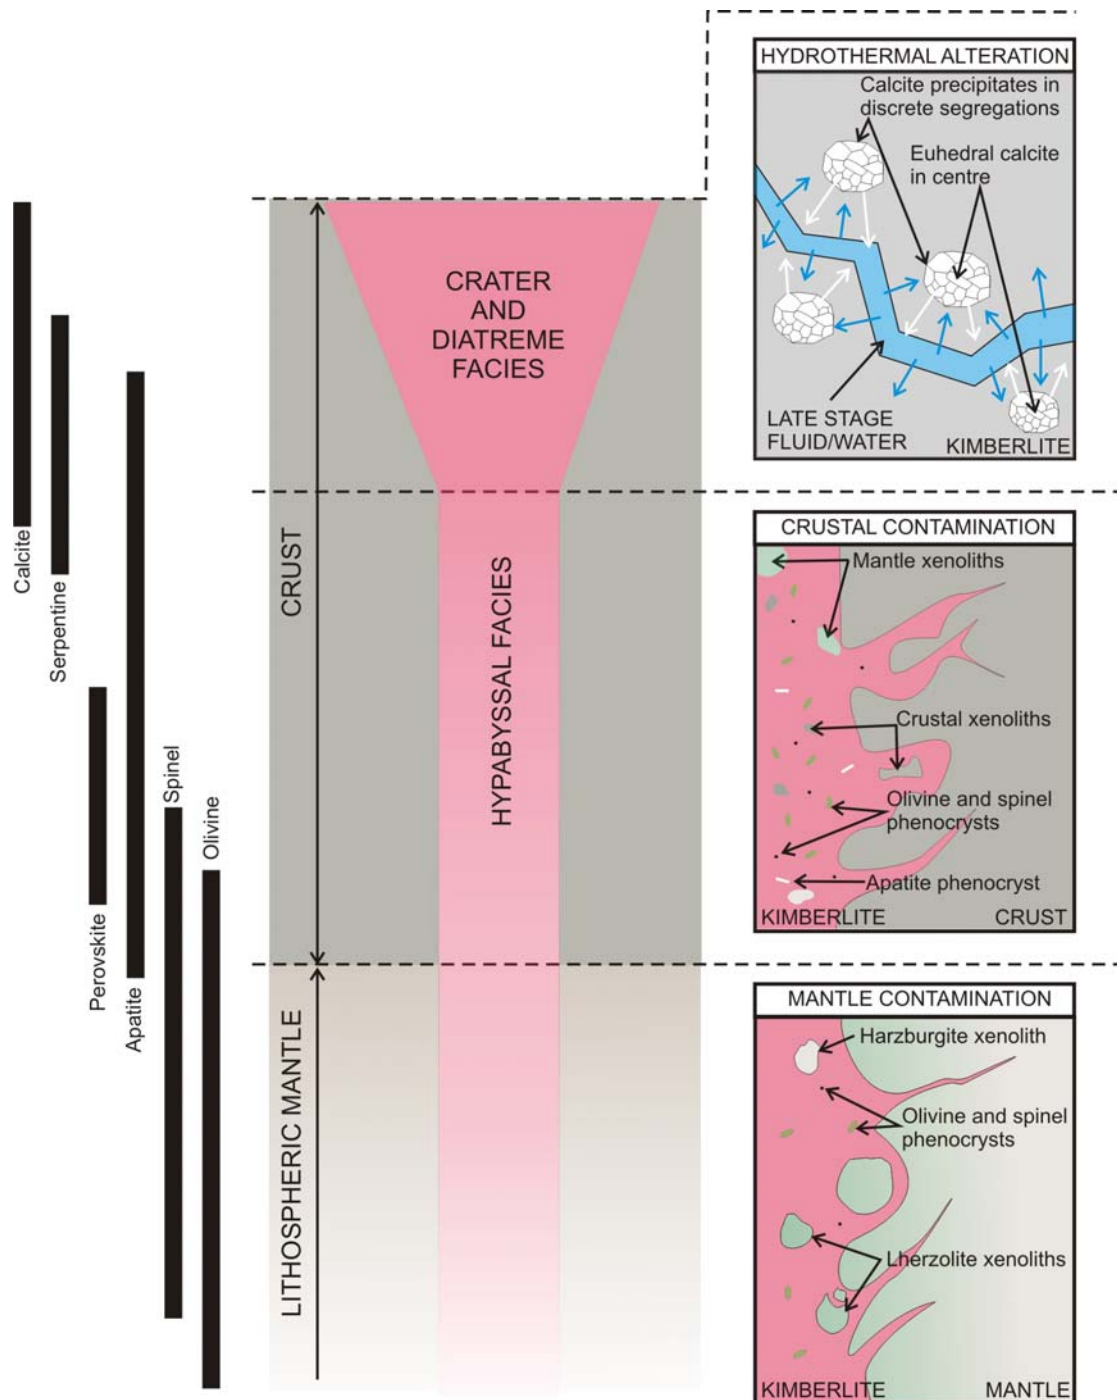 Calcite
Serpentine
Perovskite
Apatite
Spinel
Olivine
CRUST
LITHOSPHERIC MANTLE
CRATER
AND
DIATREME
FACIES
HYPABYSSAL FACIES
HYDROTHERMAL ALTERATION
Calcite precipitates in
discrete segregations
Euhedral calcite
in centre
LATE STAGE
FLUID/WATER
KIMBERLITE
CRUSTAL CONTAMINATION
Mantle xenoliths
Crustal xenoliths
Olivine and spinel
phenocrysts
Apatite phenocryst
KIMBERLITE
CRUST
MANTLE CONTAMINATION
Harzburgite xenolith
Olivine and spinel
phenocrysts
Lherzolite xenoliths
KIMBERLITE
MANTLE